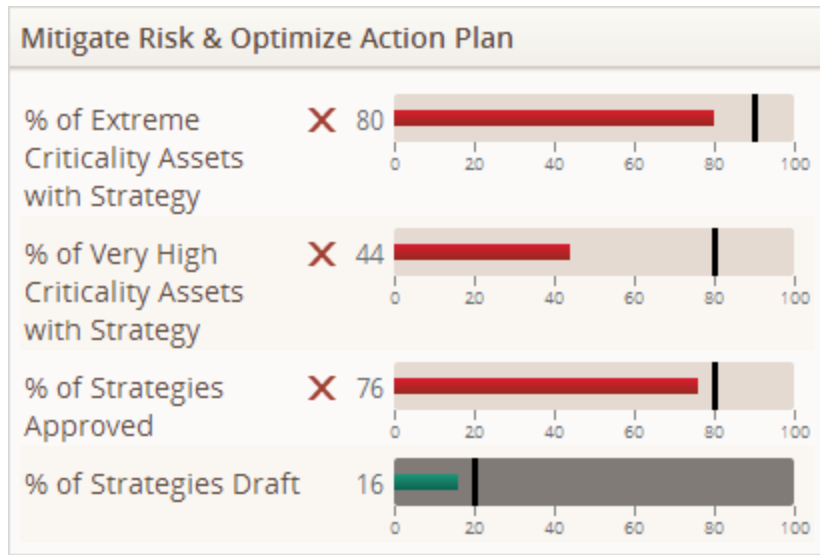 Mitigate Risk & Optimize Action Plan
% of Extreme
Criticality Assets
with Strategy
80
0 20 40 60 80 100
% of Very High
Criticality Assets
with Strategy
44
0 20 40 60 80 100
% of Strategies
Approved
76
0 20 40 60 80 100
% of Strategies Draft
16
0 20 40 60 80 100